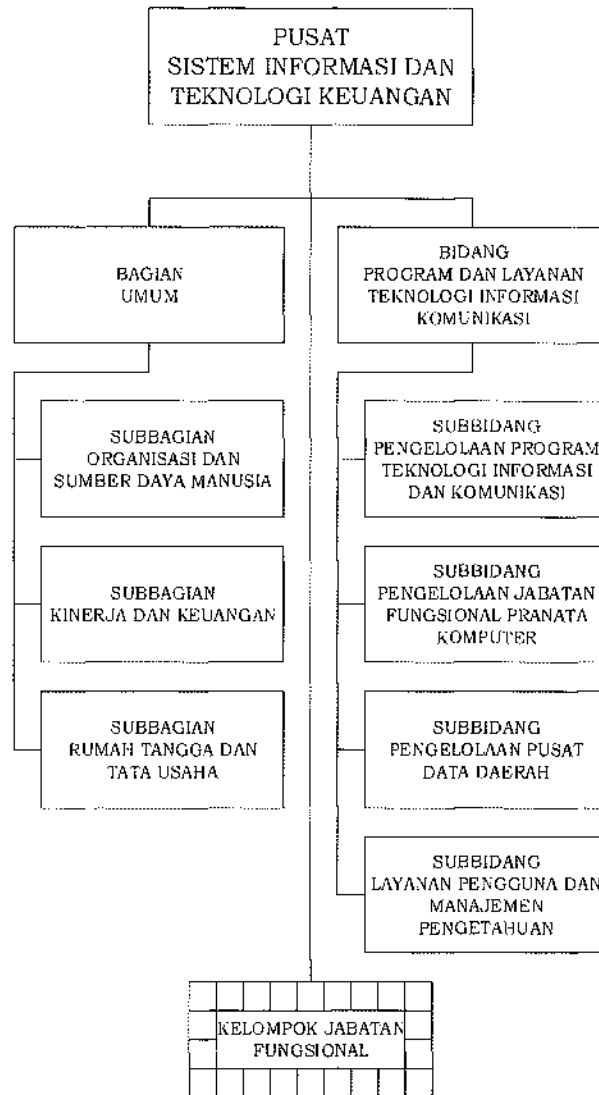 PUSAT
SISTEM INFORMASI DAN
TEKNOLOGI KEUANGAN
BAGIAN
UMUM
SUBBAGIAN
ORGANISASI DAN
SUMBER DAYA MANUSIA
SUBBAGIAN
KINERJA DAN KEUANGAN
SUBBAGIAN
RUMAH TANGGA DAN
TATA USAHA
BIDANG
PROGRAM DAN LAYANAN
TEKNOLOGI INFORMASI
KOMUNIKASI
SUBBIDANG
PENGELOLAAN PROGRAM
TEKNOLOGI INFORMASI
DAN KOMUNIKASI
SUBBIDANG
PENGELOLAAN JABATAN
FUNGSIONAL PRANATA
KOMPUTER
SUBBIDANG
PENGELOLAAN PUSAT
DATA DAERAH
SUBBIDANG
LAYANAN PENGGUNA DAN
MANAJEMEN
PENGETAHUAN
KELOMPOK JABATAN
FUNGSIONAL